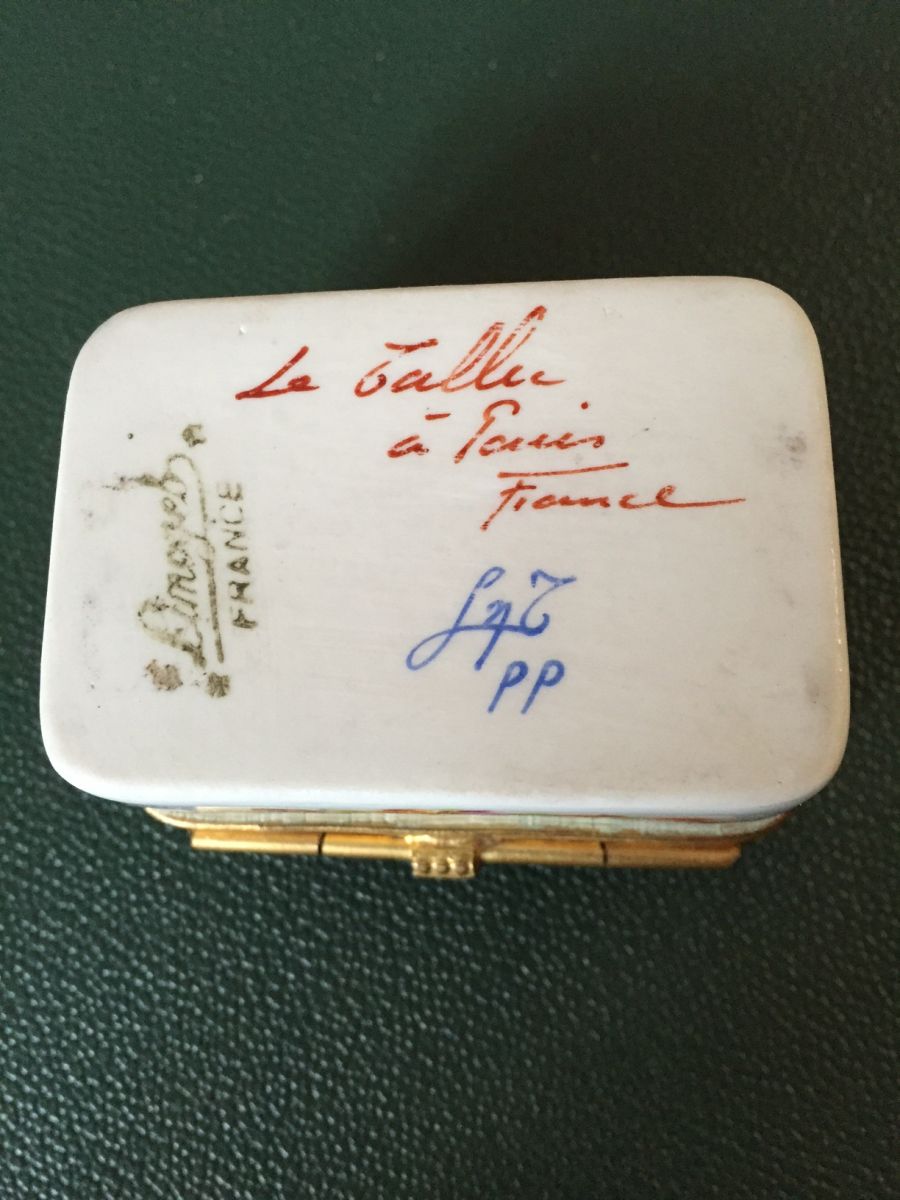 Le Tallec
à Paris
France
Limoges
FRANCE
PP